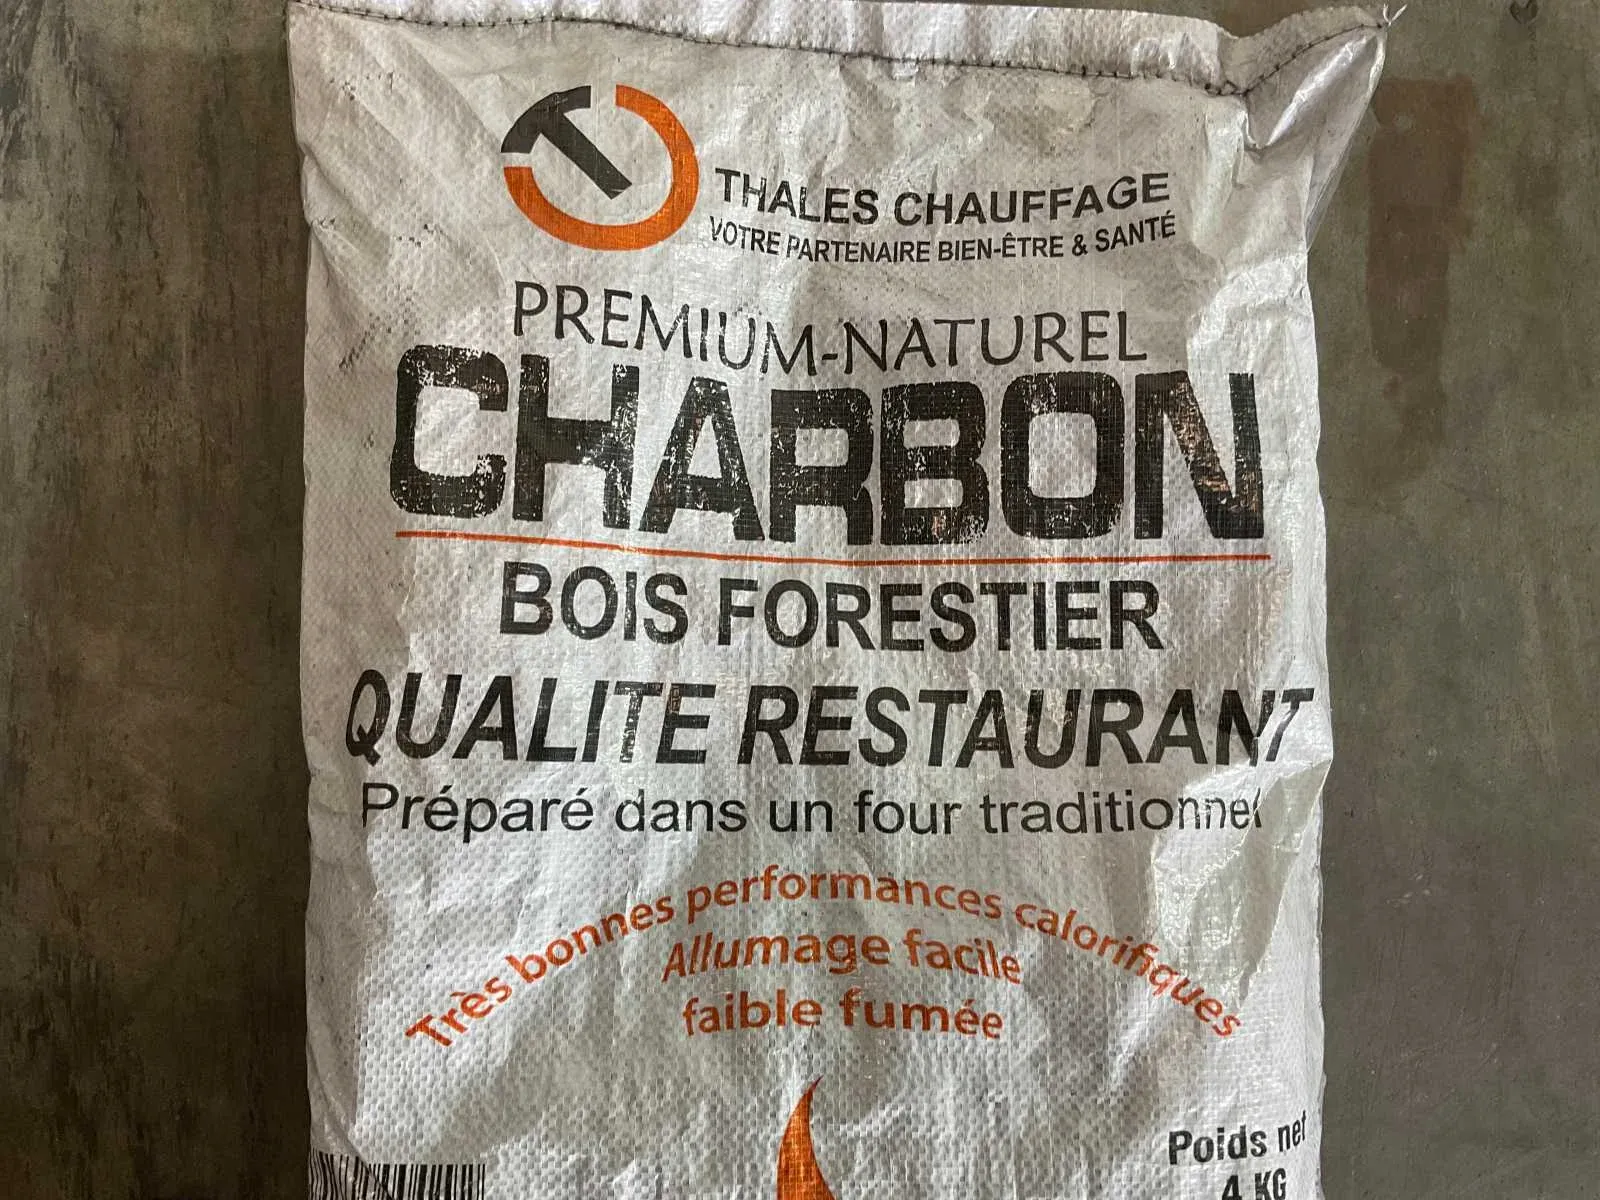 THALES CHAUFFAGE
VOTRE PARTENAIRE BIEN-ÊTRE & SANTÉ
PREMIUM-NATUREL
CHARBON
BOIS FORESTIER
QUALITE RESTAURANT
Préparé dans un four traditionnel
Très bonnes performances calorifiques
Allumage facile
faible fumée
Poids net
4 KG